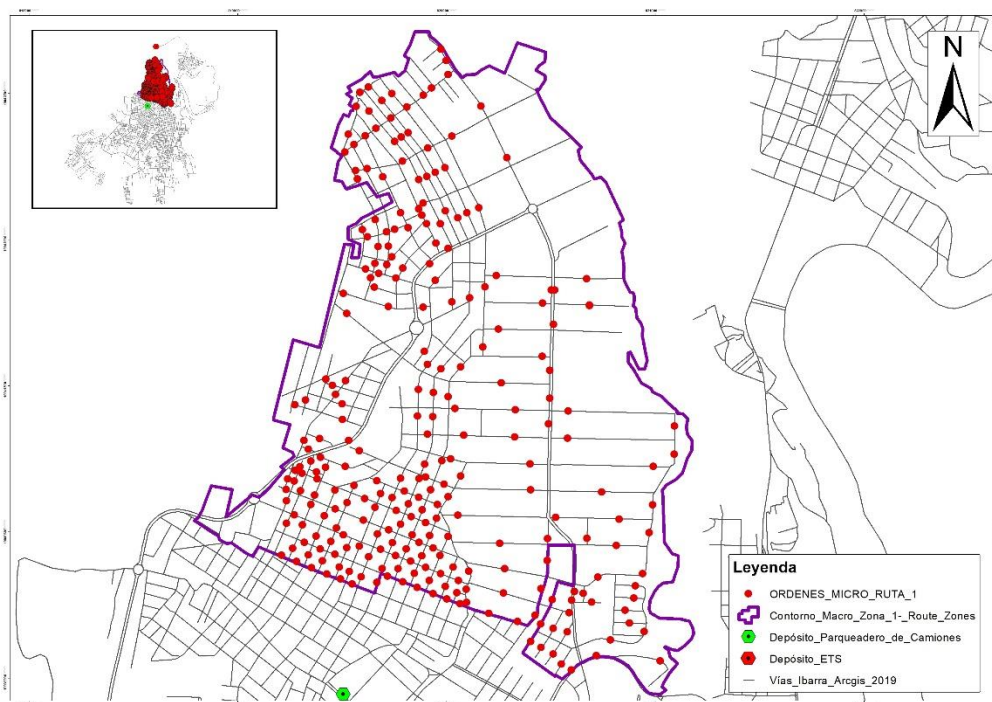 N
Leyenda
ORDENES_MICRO_RUTA_1
Contorno_Macro_Zona_1-_Route_Zones
Depósito_Parqueadero_de_Camiones
Depósito_ETS
Vías_Ibarra_Arcgis_2019